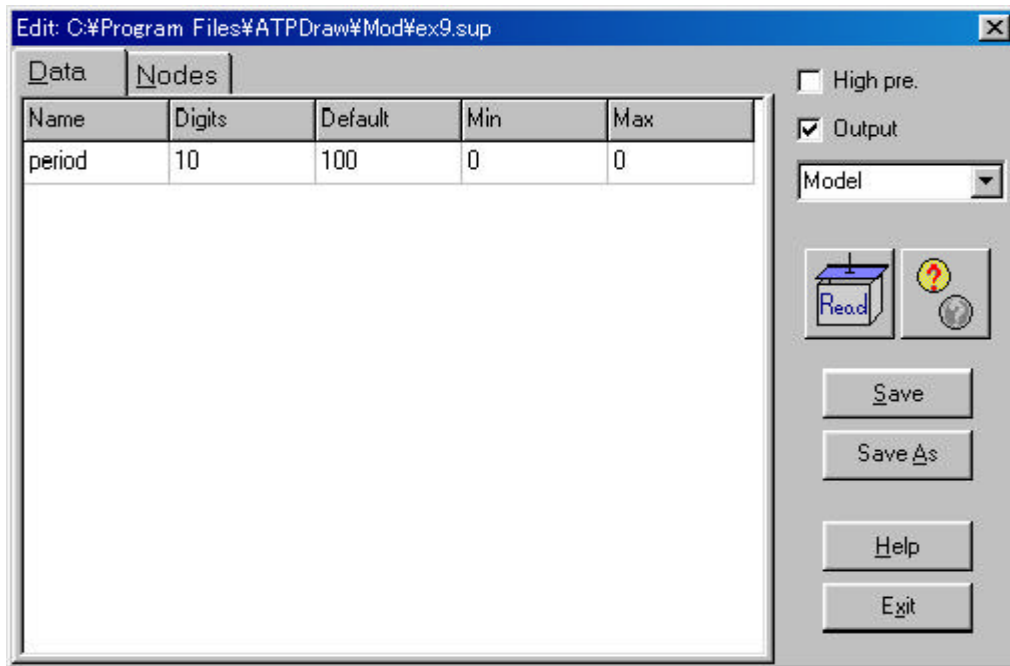 Edit: C:¥Program Files¥ATPDraw¥Mod¥ex9.sup
Data Nodes
Name Digits Default Min Max
period 10 100 0 0
High pre.
Output
Model
Read
Save
Save As
Help
Exit